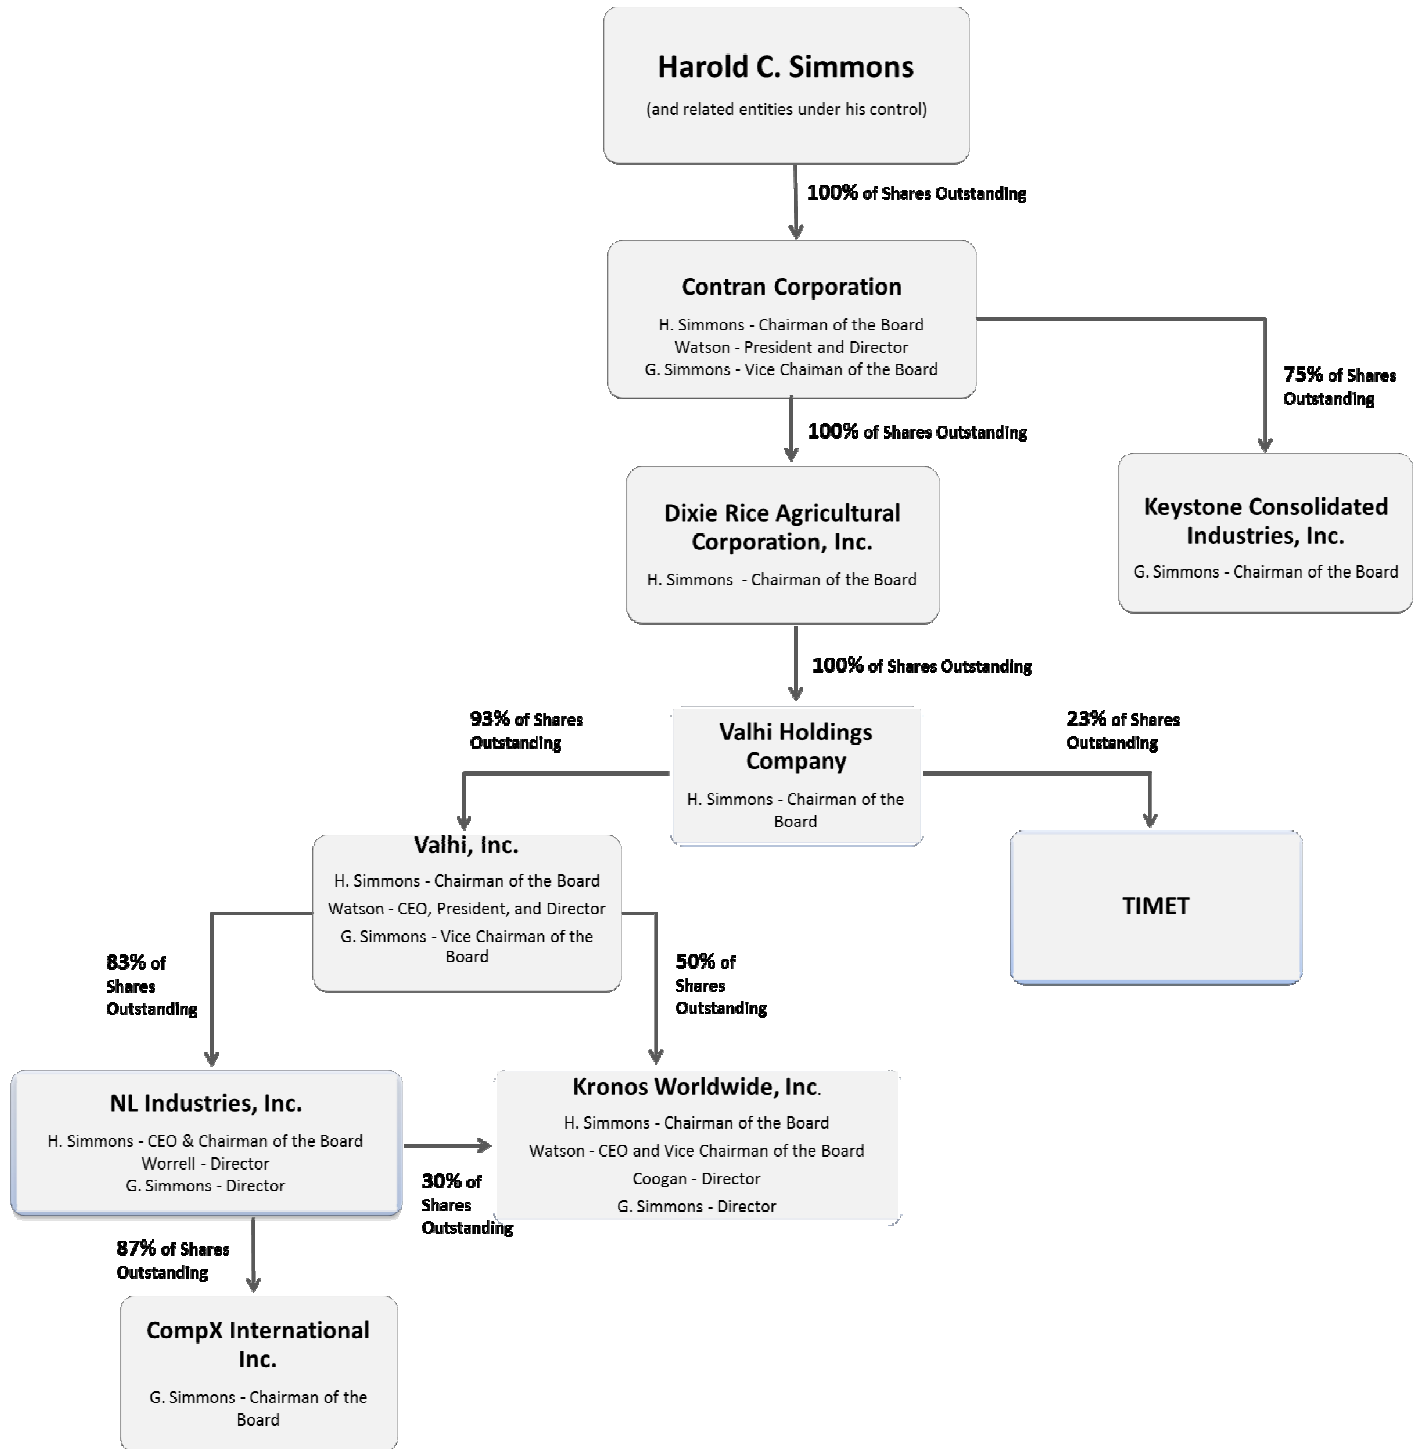 Harold C. Simmons
(and related entities under his control)
100% of Shares Outstanding
Contran Corporation
H. Simmons - Chairman of the Board
Watson - President and Director
G. Simmons - Vice Chaiman of the Board
75% of Shares
Outstanding
100% of Shares Outstanding
Dixie Rice Agricultural
Corporation, Inc.
H. Simmons - Chairman of the Board
Keystone Consolidated
Industries, Inc.
G. Simmons - Chairman of the Board
100% of Shares Outstanding
93% of Shares
Outstanding
Valhi Holdings
Company
H. Simmons - Chairman of the
Board
23% of Shares
Outstanding
Valhi, Inc.
H. Simmons - Chairman of the Board
Watson - CEO, President, and Director
G. Simmons - Vice Chairman of the
Board
TIMET
83% of
Shares
Outstanding
50% of
Shares
Outstanding
NL Industries, Inc.
H. Simmons - CEO & Chairman of the Board
Worrell - Director
G. Simmons - Director
30% of
Shares
Outstanding
Kronos Worldwide, Inc.
H. Simmons - Chairman of the Board
Watson - CEO and Vice Chairman of the Board
Coogan - Director
G. Simmons - Director
87% of Shares
Outstanding
CompX International
Inc.
G. Simmons - Chairman of the
Board